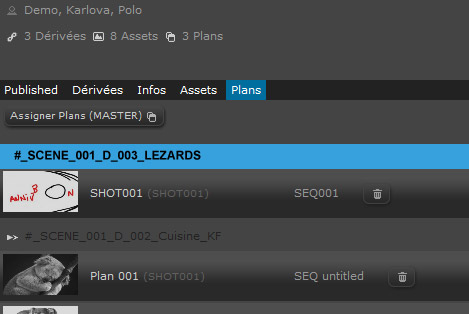 Demo, Karlova, Polo
3 Dérivées 8 Assets 3 Plans
Published Dérivées Infos Assets Plans
Assigner Plans (MASTER)
#_SCENE_001_D_003_LEZARDS
SHOT001 (SHOT001) SEQ001
#_SCENE_001_D_002_Cuisine_KF
Plan 001 (SHOT001) SEQ untitled